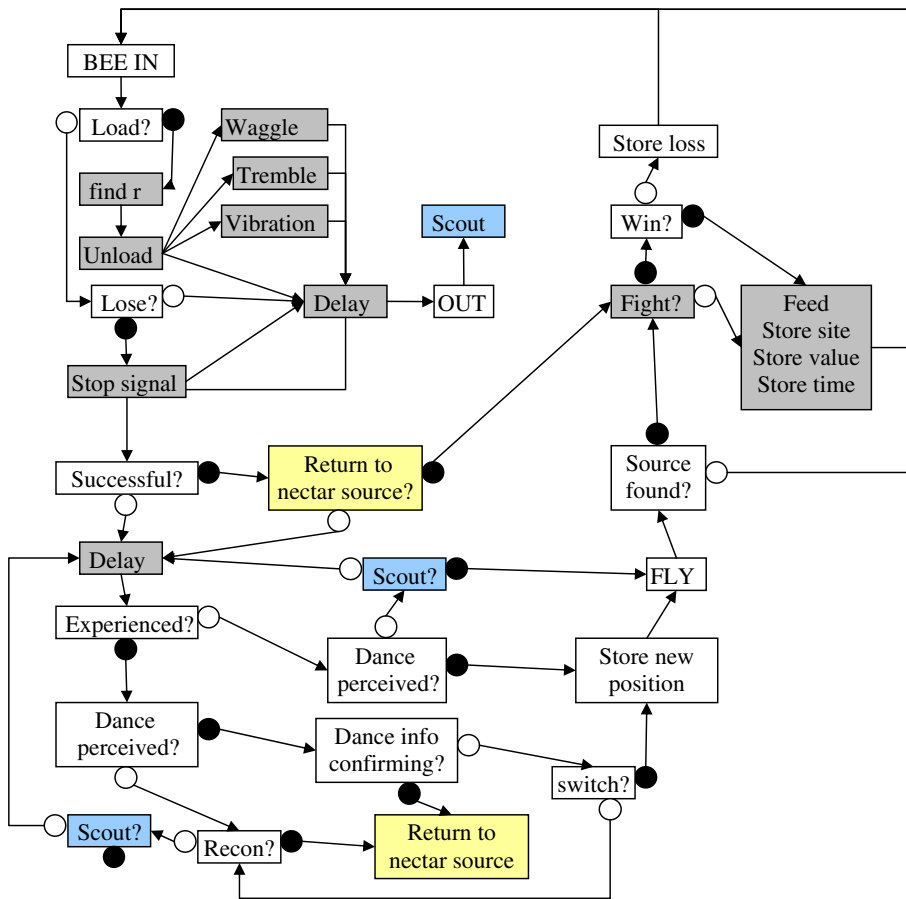 BEE IN
Load?
Waggle
Store loss
find r
Tremble
Scout
Win?
Vibration
Unload
Lose?
Delay
OUT
Fight?
Feed
Store site
Store value
Store time
Stop signal
Successful?
Return to
nectar source?
Source
found?
Delay
Scout?
FLY
Experienced?
Dance
perceived?
Store new
position
Dance
perceived?
Dance info
confirming?
switch?
Scout?
Recon?
Return to
nectar source